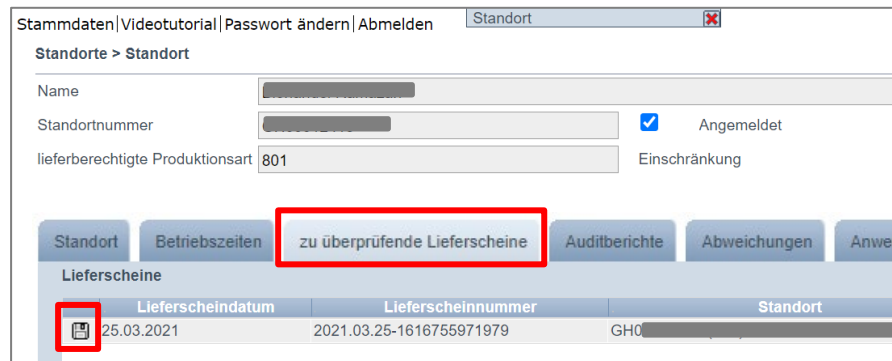 Stammdaten|Videotutorial|Passwort ändern|Abmelden Standort
Standorte > Standort
Name
Standortnummer Angemeldet
lieferberechtigte Produktionsart 801 Einschränkung
Standort Betriebszeiten zu überprüfende Lieferscheine Auditberichte Abweichungen
Lieferscheine
Lieferscheindatum Lieferscheinnummer Standort
25.03.2021 2021.03.25-1616755971979 GH0